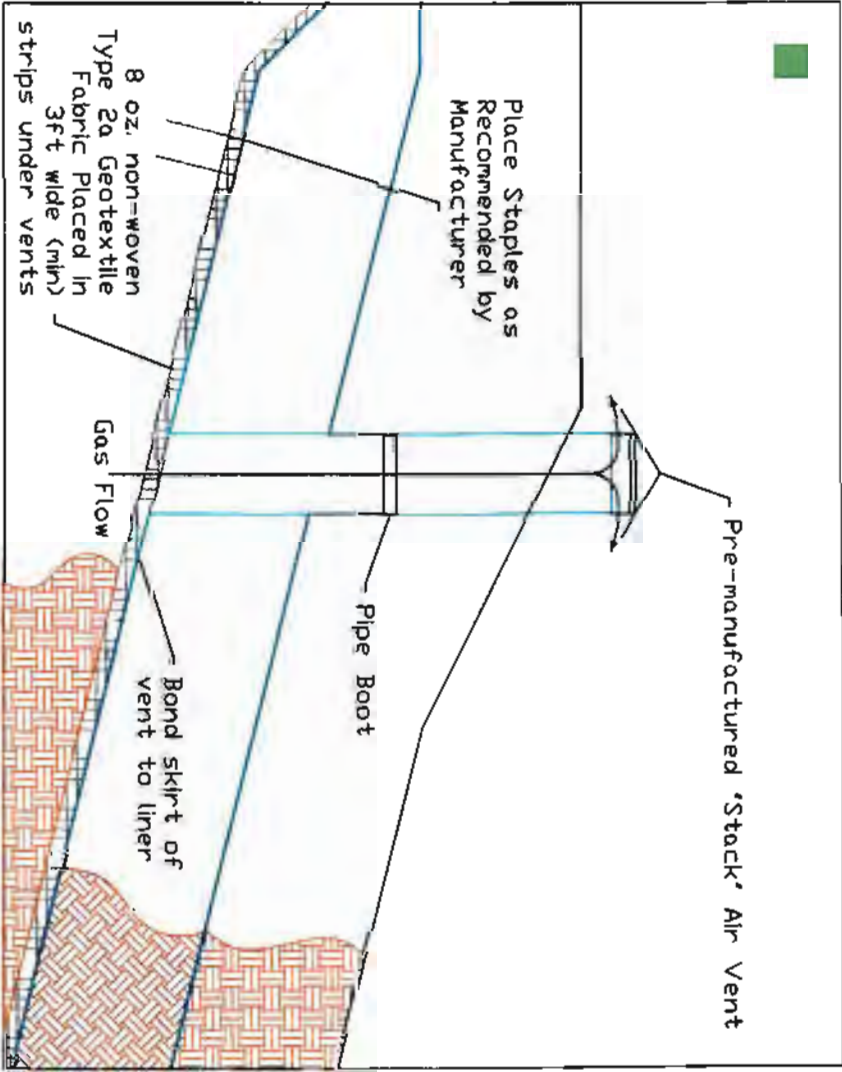 Pre-manufactured "Stack" Air Vent
Place Staples as
Recommended by
Manufacturer
Pipe Boot
Bond skirt of
vent to liner
Gas Flow
8 oz. non-woven
Type 2a Geotextile
Fabric Placed in
3ft wide (min)
strips under vents